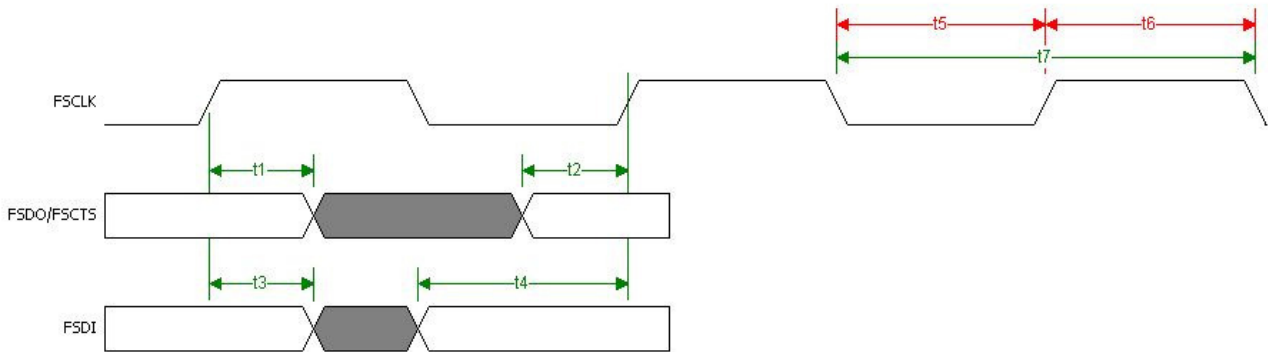 t5
t6
t7
FSCLK
t1
t2
FSDO/FSCTS
t3
t4
FSDI